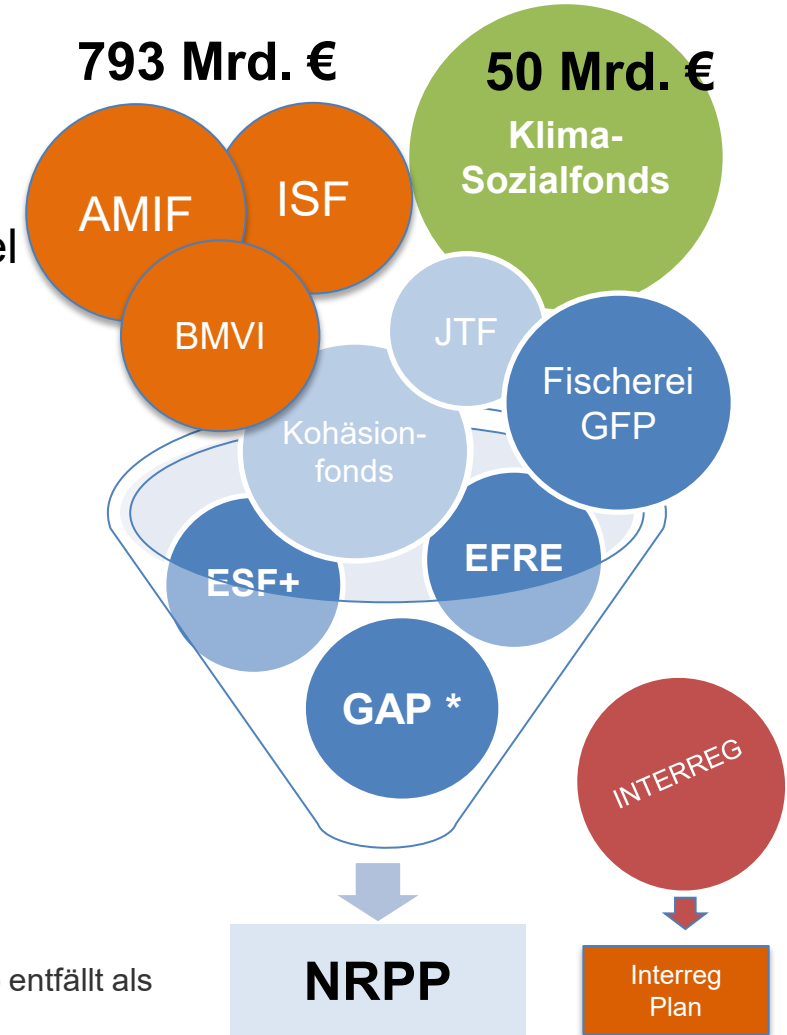 793 Mrd. €
50 Mrd. €
Klima-
Sozialfonds
AMIF
ISF
el
BMVI
JTF
Fischerei
GFP
Kohäsion-
fonds
ESF+
EFRE
GAP *
INTERREG
NRPP
Interreg
Plan
entfällt als